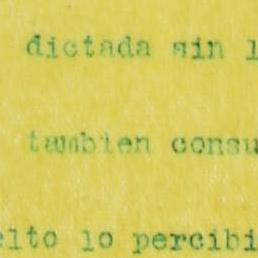 dictada sin l
tambien consu
elto lo percibi